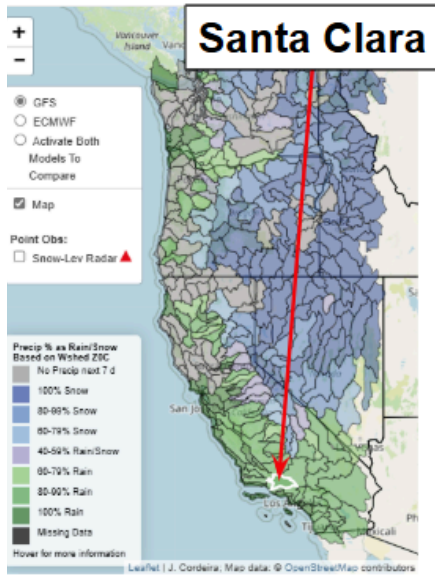 Santa Clara
+
−
Vancouver
Island
GFS
ECMWF
Activate Both
Models To
Compare
Map
Point Obs:
Snow-Lev Radar
Precip % as Rain/Snow
Based on Wshed Z0C
No Precip next 7 d
100% Snow
80-99% Snow
60-79% Snow
40-59% Rain/Snow
60-79% Rain
80-99% Rain
100% Rain
Missing Data
Hover for more information
San Jo
Los An
Mexicali
Leaflet | J. Cordeira; Map data: © OpenStreetMap contributors